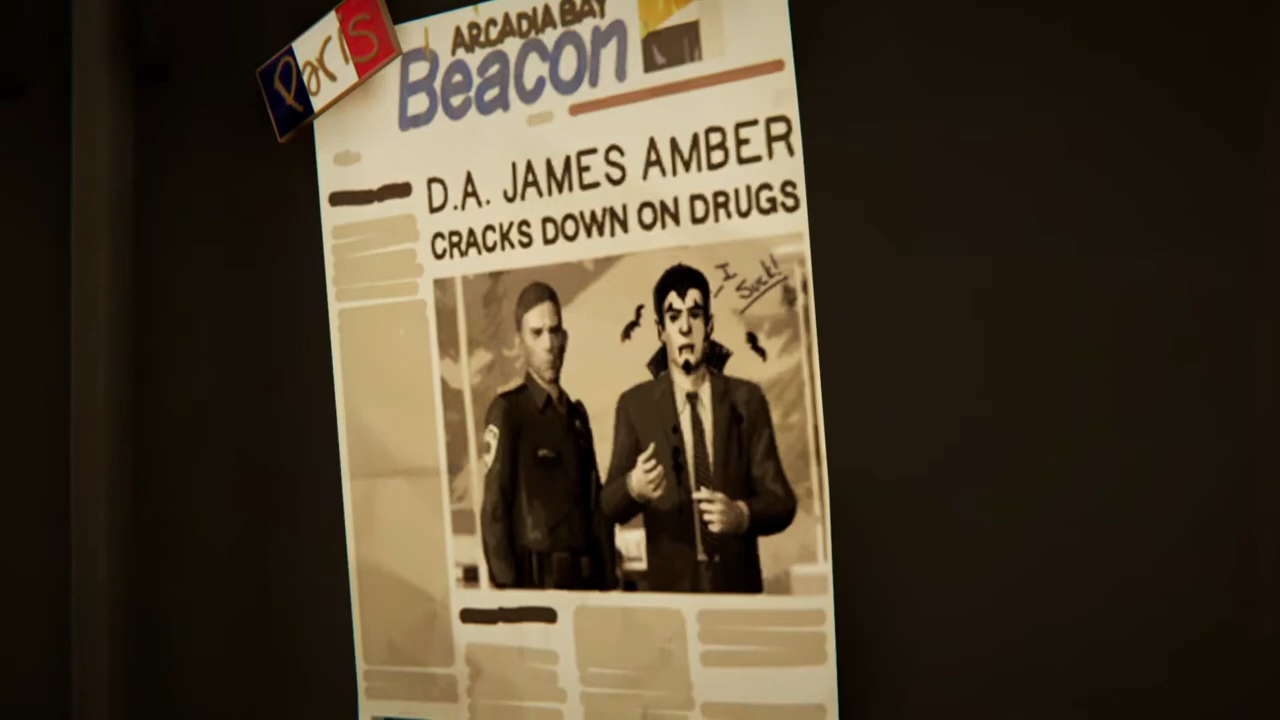 Paris
ARCADIA BAY
Beacon
D.A. JAMES AMBER
CRACKS DOWN ON DRUGS
I
Suck!